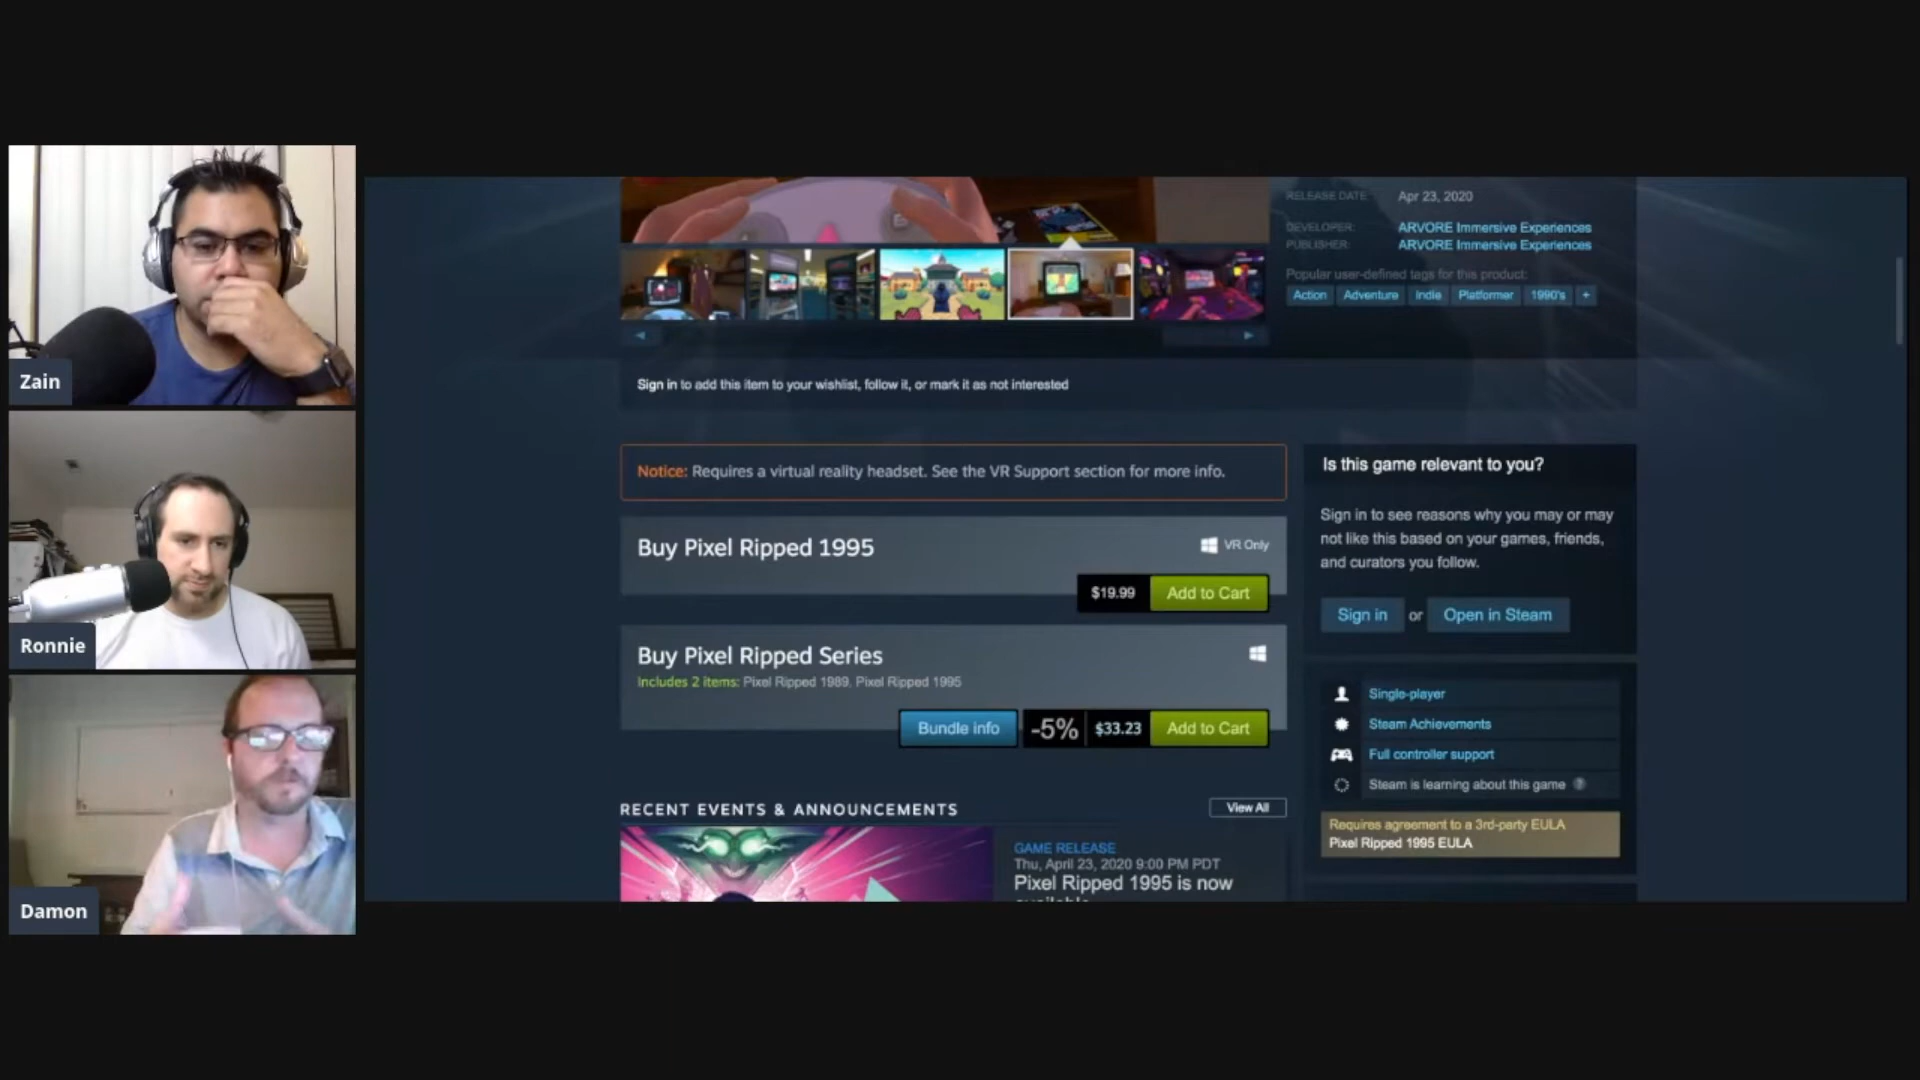 Zain
Ronnie
Damon
RELEASE DATE: Apr 23, 2020
DEVELOPER: ARVORE Immersive Experiences
PUBLISHER: ARVORE Immersive Experiences
Popular user-defined tags for this product:
Action Adventure Indie Platformer 1990's +
Sign in to add this item to your wishlist, follow it, or mark it as not interested
Notice: Requires a virtual reality headset. See the VR Support section for more info.
Buy Pixel Ripped 1995
VR Only
$19.99 Add to Cart
Buy Pixel Ripped Series
Includes 2 items: Pixel Ripped 1989, Pixel Ripped 1995
Bundle info -5% $33.23 Add to Cart
RECENT EVENTS & ANNOUNCEMENTS
View All
GAME RELEASE
Thu, April 23, 2020 9:00 PM PDT
Pixel Ripped 1995 is now
available
Is this game relevant to you?
Sign in to see reasons why you may or may
not like this based on your games, friends,
and curators you follow.
Sign in or Open in Steam
Single-player
Steam Achievements
Full controller support
Steam is learning about this game ?
Requires agreement to a 3rd-party EULA
Pixel Ripped 1995 EULA